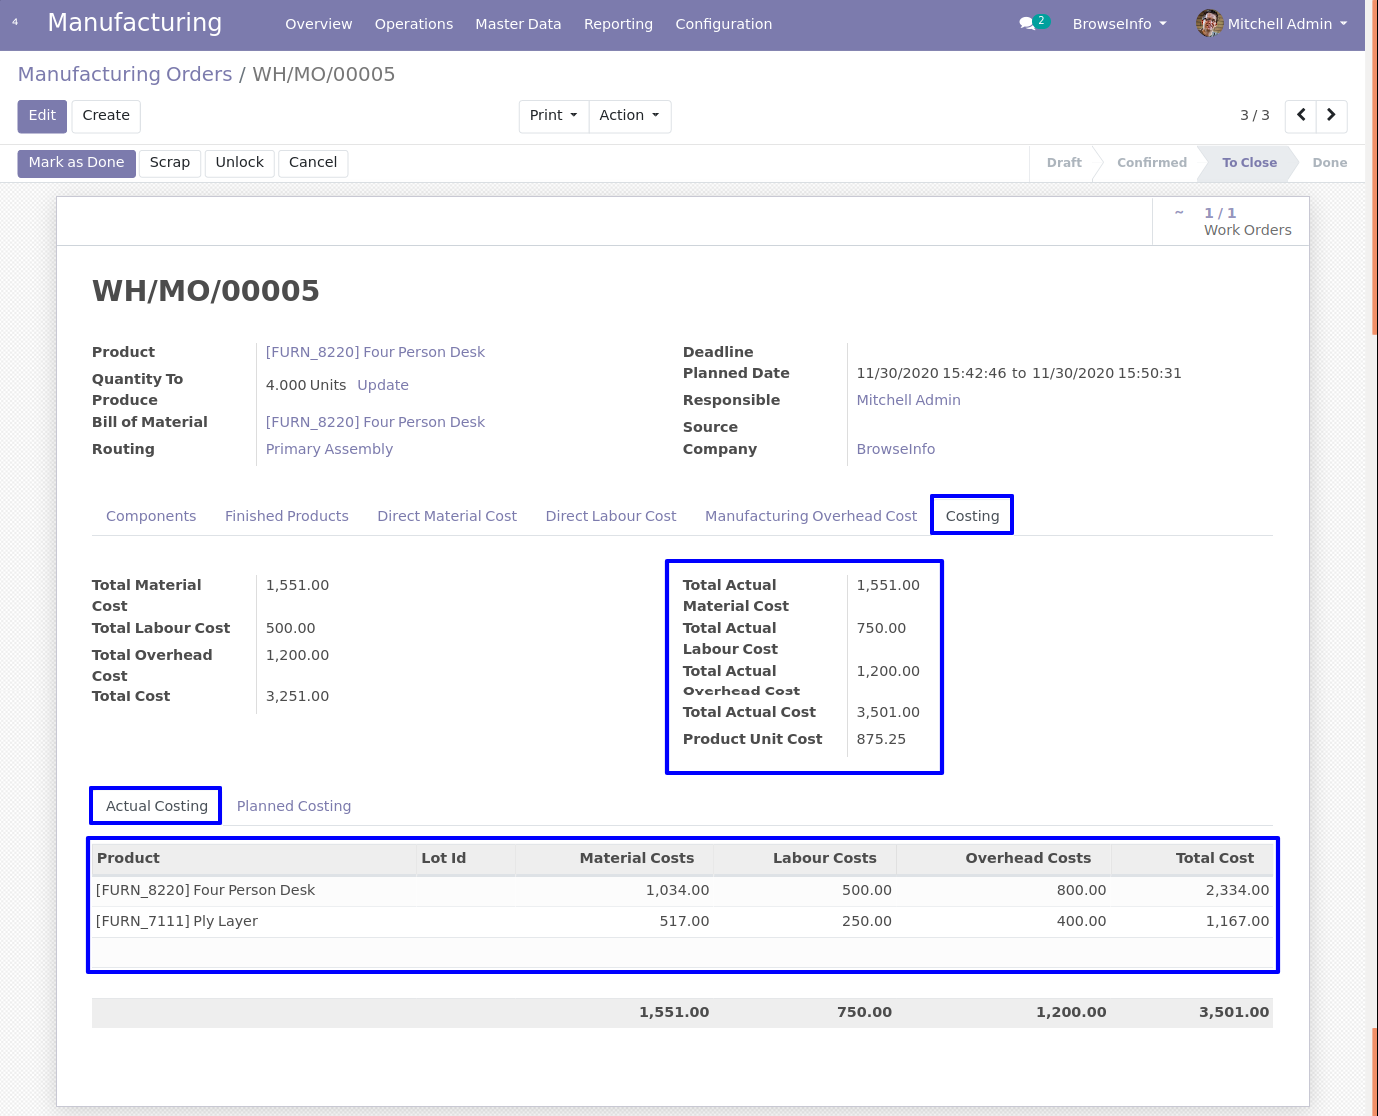 4 Manufacturing Overview Operations Master Data Reporting Configuration 2 BrowseInfo Mitchell Admin
Manufacturing Orders / WH/MO/00005
Edit Create Print Action 3 / 3
Mark as Done Scrap Unlock Cancel Draft Confirmed To Close Done
~ 1 / 1
Work Orders
WH/MO/00005
Product [FURN_8220] Four Person Desk
Quantity To Produce 4.000 Units Update
Bill of Material [FURN_8220] Four Person Desk
Routing Primary Assembly
Deadline
Planned Date 11/30/2020 15:42:46 to 11/30/2020 15:50:31
Responsible Mitchell Admin
Source
Company BrowseInfo
Components Finished Products Direct Material Cost Direct Labour Cost Manufacturing Overhead Cost Costing
Total Material Cost 1,551.00
Total Labour Cost 500.00
Total Overhead Cost 1,200.00
Total Cost 3,251.00
Total Actual Material Cost 1,551.00
Total Actual Labour Cost 750.00
Total Actual Overhead Cost 1,200.00
Total Actual Cost 3,501.00
Product Unit Cost 875.25
Actual Costing Planned Costing
Product Lot Id Material Costs Labour Costs Overhead Costs Total Cost
[FURN_8220] Four Person Desk 1,034.00 500.00 800.00 2,334.00
[FURN_7111] Ply Layer 517.00 250.00 400.00 1,167.00
1,551.00 750.00 1,200.00 3,501.00